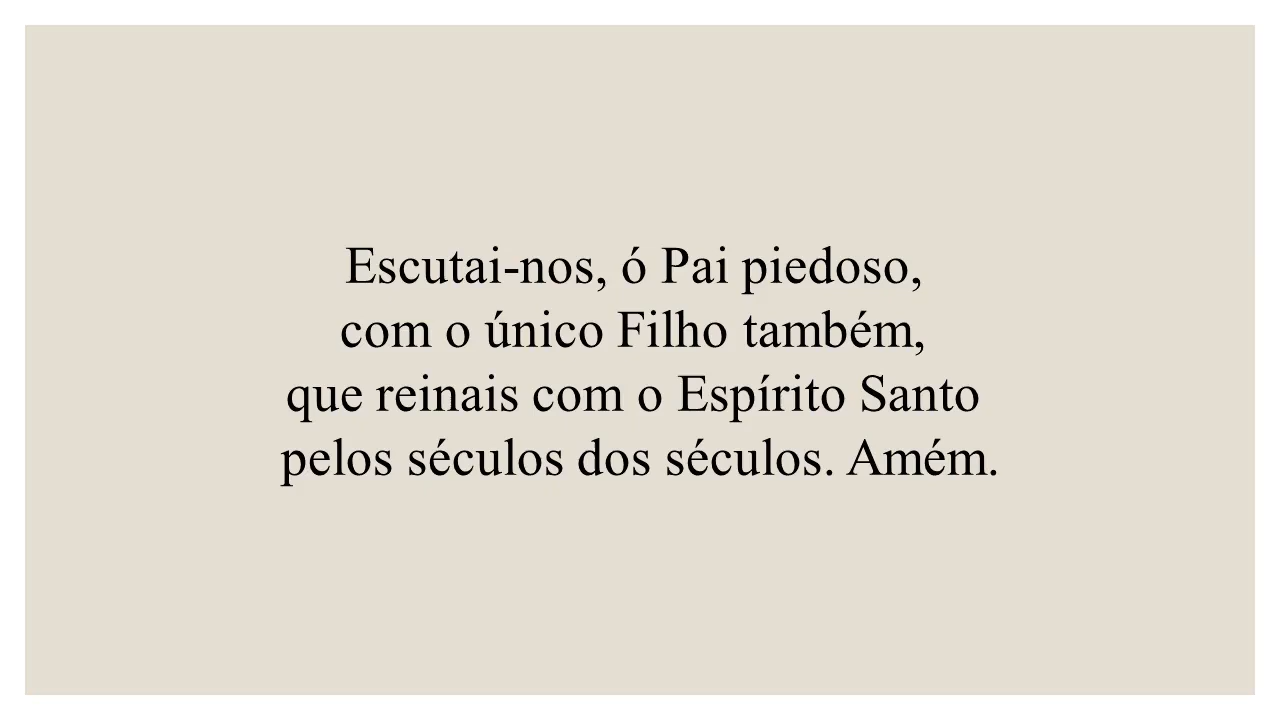 Escutai-nos, ó Pai piedoso,
com o único Filho também,
que reinais com o Espírito Santo
pelos séculos dos séculos. Amém.